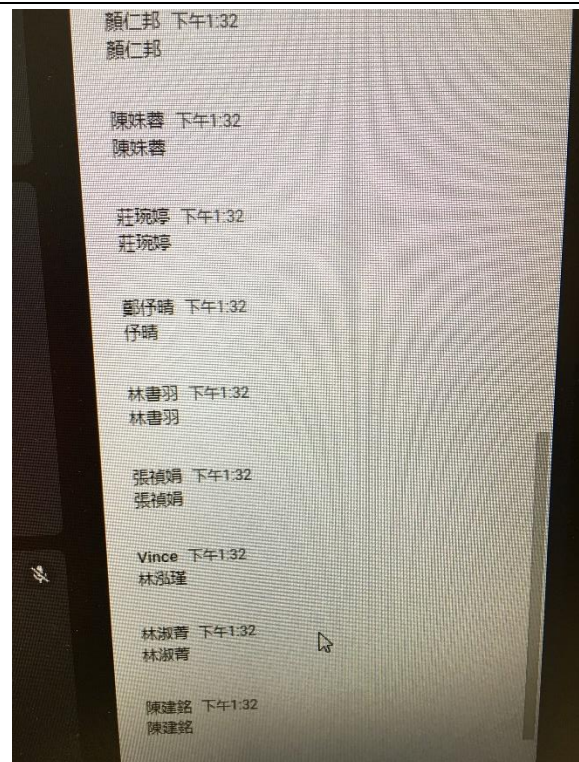 顏仁邦 下午1:32
顏仁邦
陳姝蓉 下午1:32
陳姝蓉
莊琬婷 下午1:32
莊琬婷
鄭伃晴 下午1:32
伃晴
林書羽 下午1:32
林書羽
張禎娟 下午1:32
張禎娟
Vince 下午1:32
林泓瑾
林淑菁 下午1:32
林淑菁
陳建銘 下午1:32
陳建銘